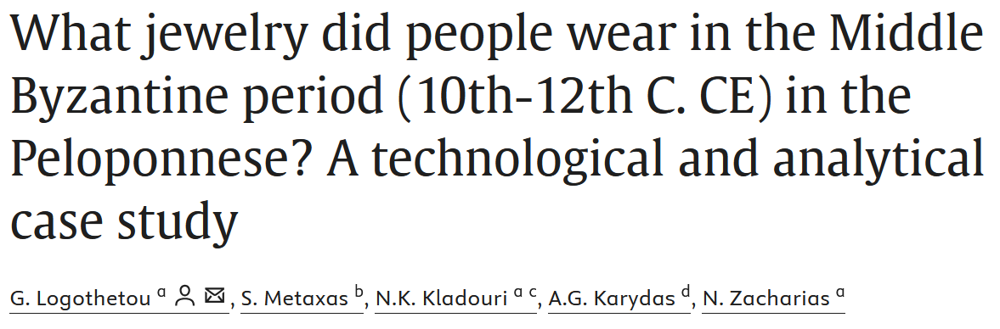 What jewelry did people wear in the Middle
Byzantine period (10th-12th C. CE) in the
Peloponnese? A technological and analytical
case study
G. Logothetou a, S. Metaxas b, N.K. Kladouri a c, A.G. Karydas d, N. Zacharias a